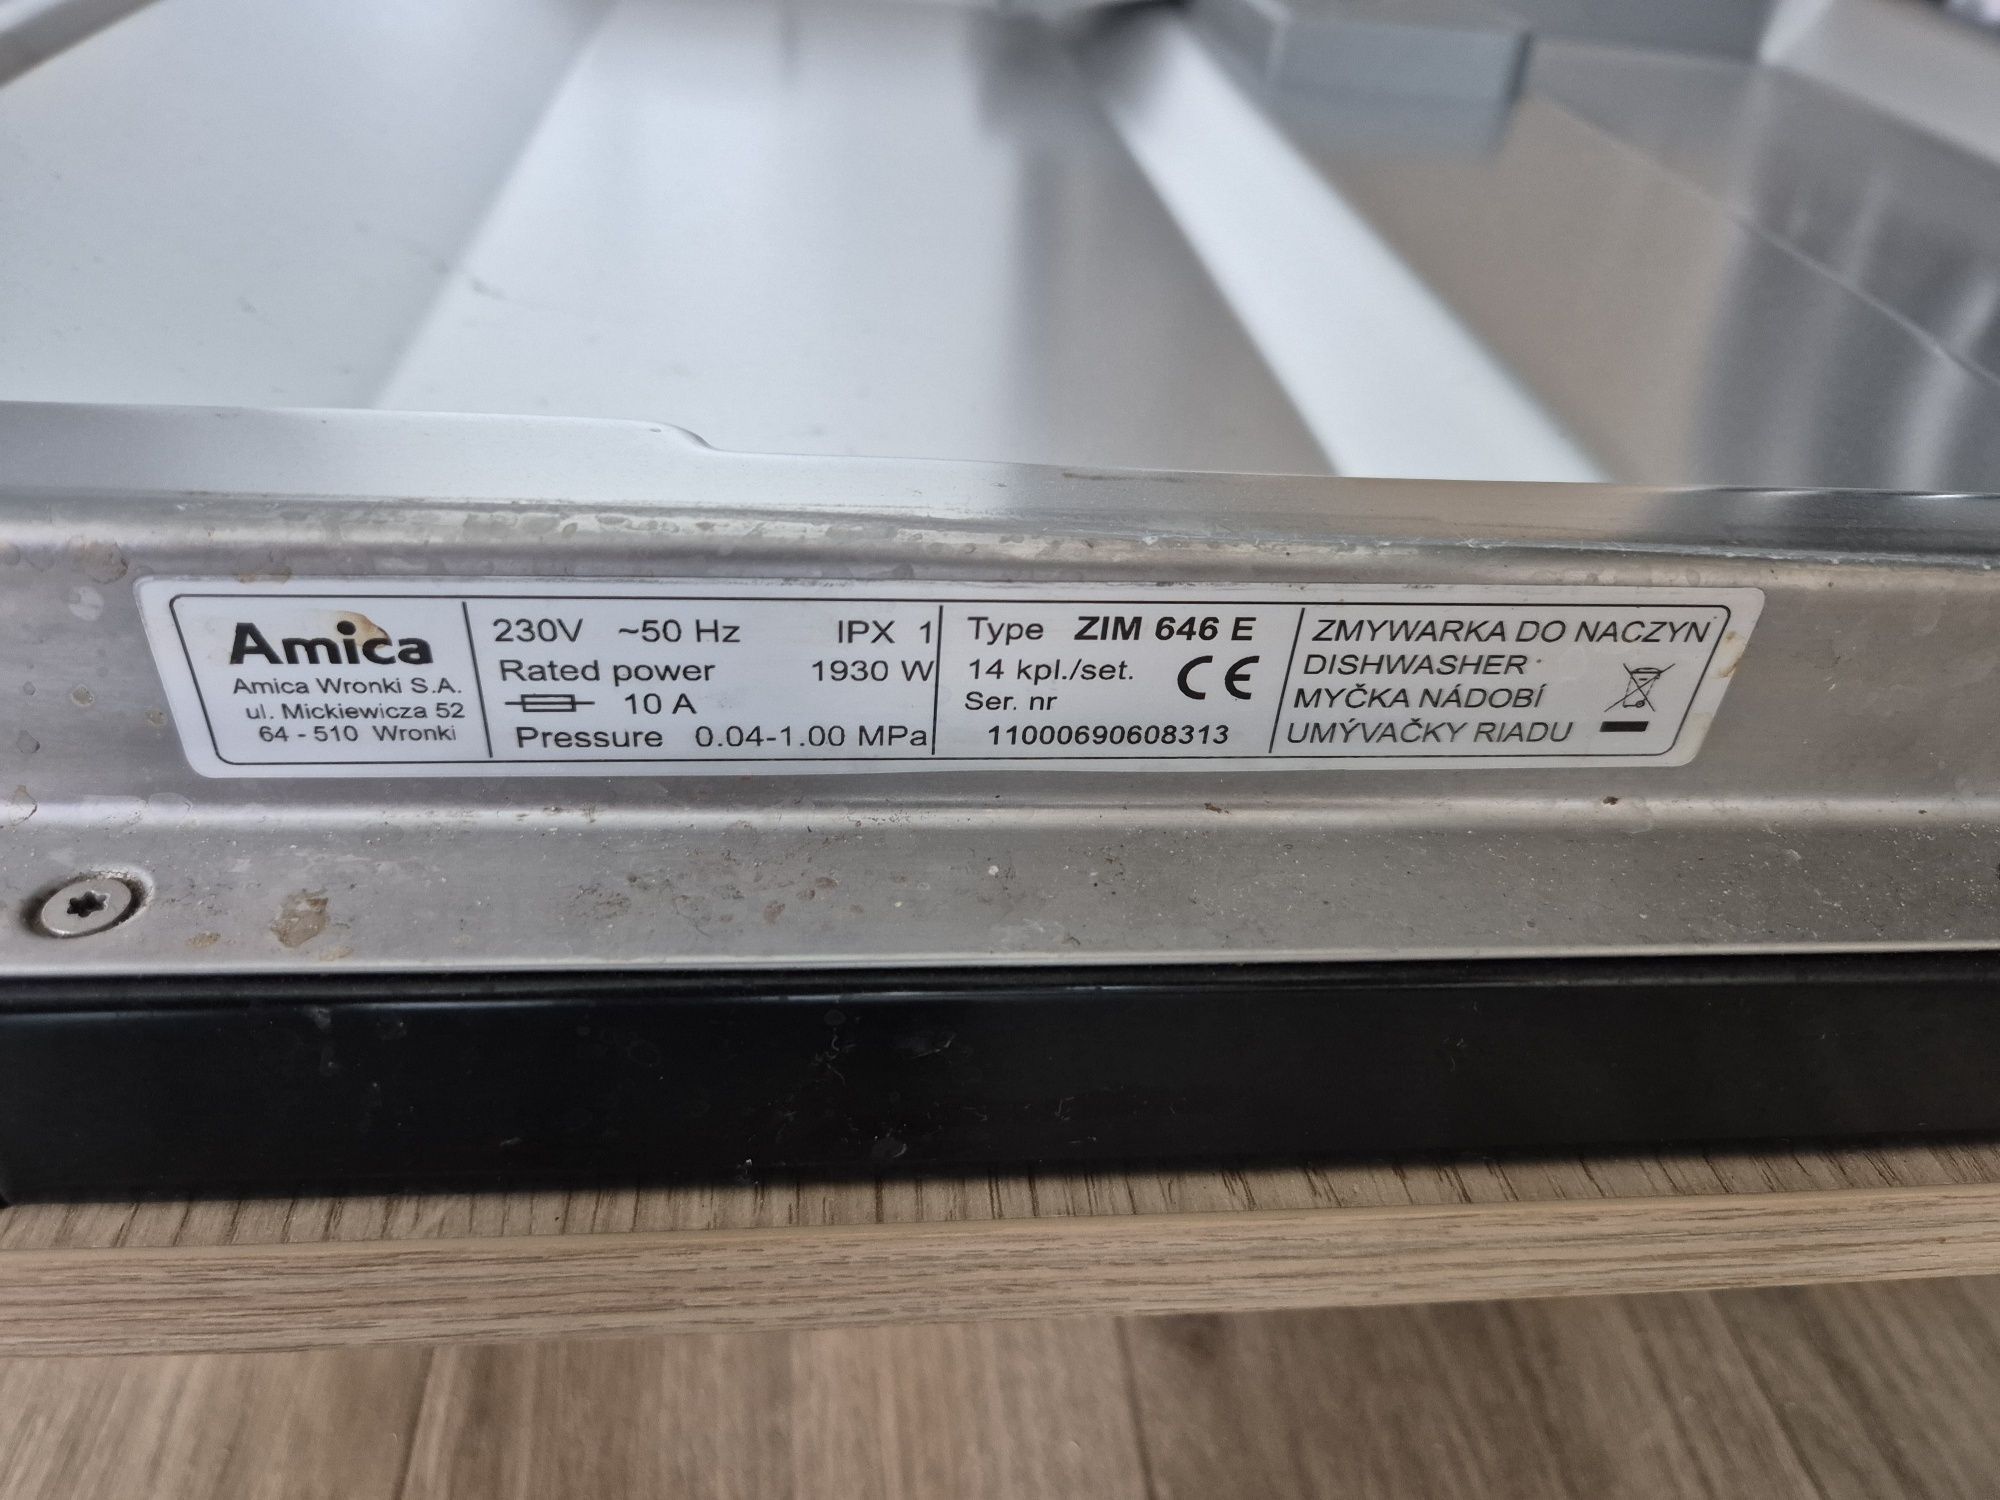 Amica
Amica Wronki S.A.
ul. Mickiewicza 52
64 - 510 Wronki
230V ~50 Hz IPX 1
Rated power 1930 W
10 A
Pressure 0.04-1.00 MPa
Type ZIM 646 E
14 kpl./set. CE
Ser. nr
11000690608313
ZMYWARKA DO NACZYN
DISHWASHER
MYČKA NÁDOBÍ
UMÝVAČKY RIADU